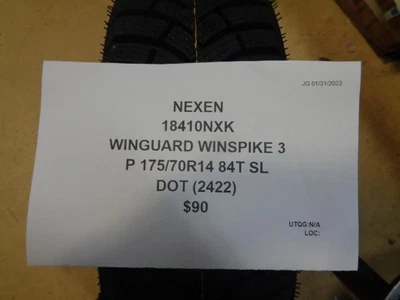 JG 01/31/2023
NEXEN
18410NXK
WINGUARD WINSPIKE 3
P 175/70R14 84T SL
DOT (2422)
$90
UTQG:N/A
LOC: